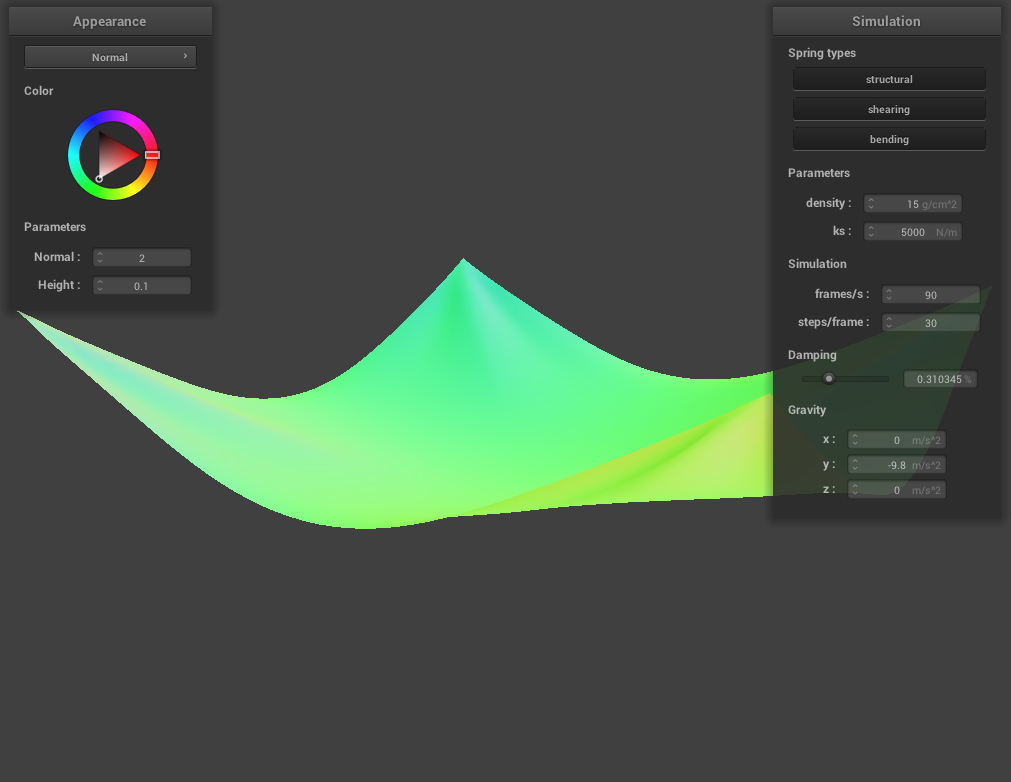 Appearance
Normal
Color
Parameters
Normal :
2
Height :
0.1
Simulation
Spring types
structural
shearing
bending
Parameters
density :
15 g/cm^2
ks :
5000 N/m
Simulation
frames/s :
90
steps/frame :
30
Damping
0.310345 %
Gravity
x :
0 m/s^2
y :
-9.8 m/s^2
z :
0 m/s^2